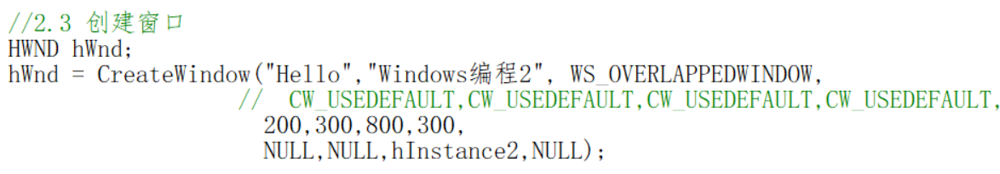 //2.3 创建窗口
HWND hWnd;
hWnd = CreateWindow("Hello","Windows编程2", WS_OVERLAPPEDWINDOW,
// CW_USEDEFAULT,CW_USEDEFAULT,CW_USEDEFAULT,CW_USEDEFAULT,
200,300,800,300,
NULL,NULL,hInstance2,NULL);